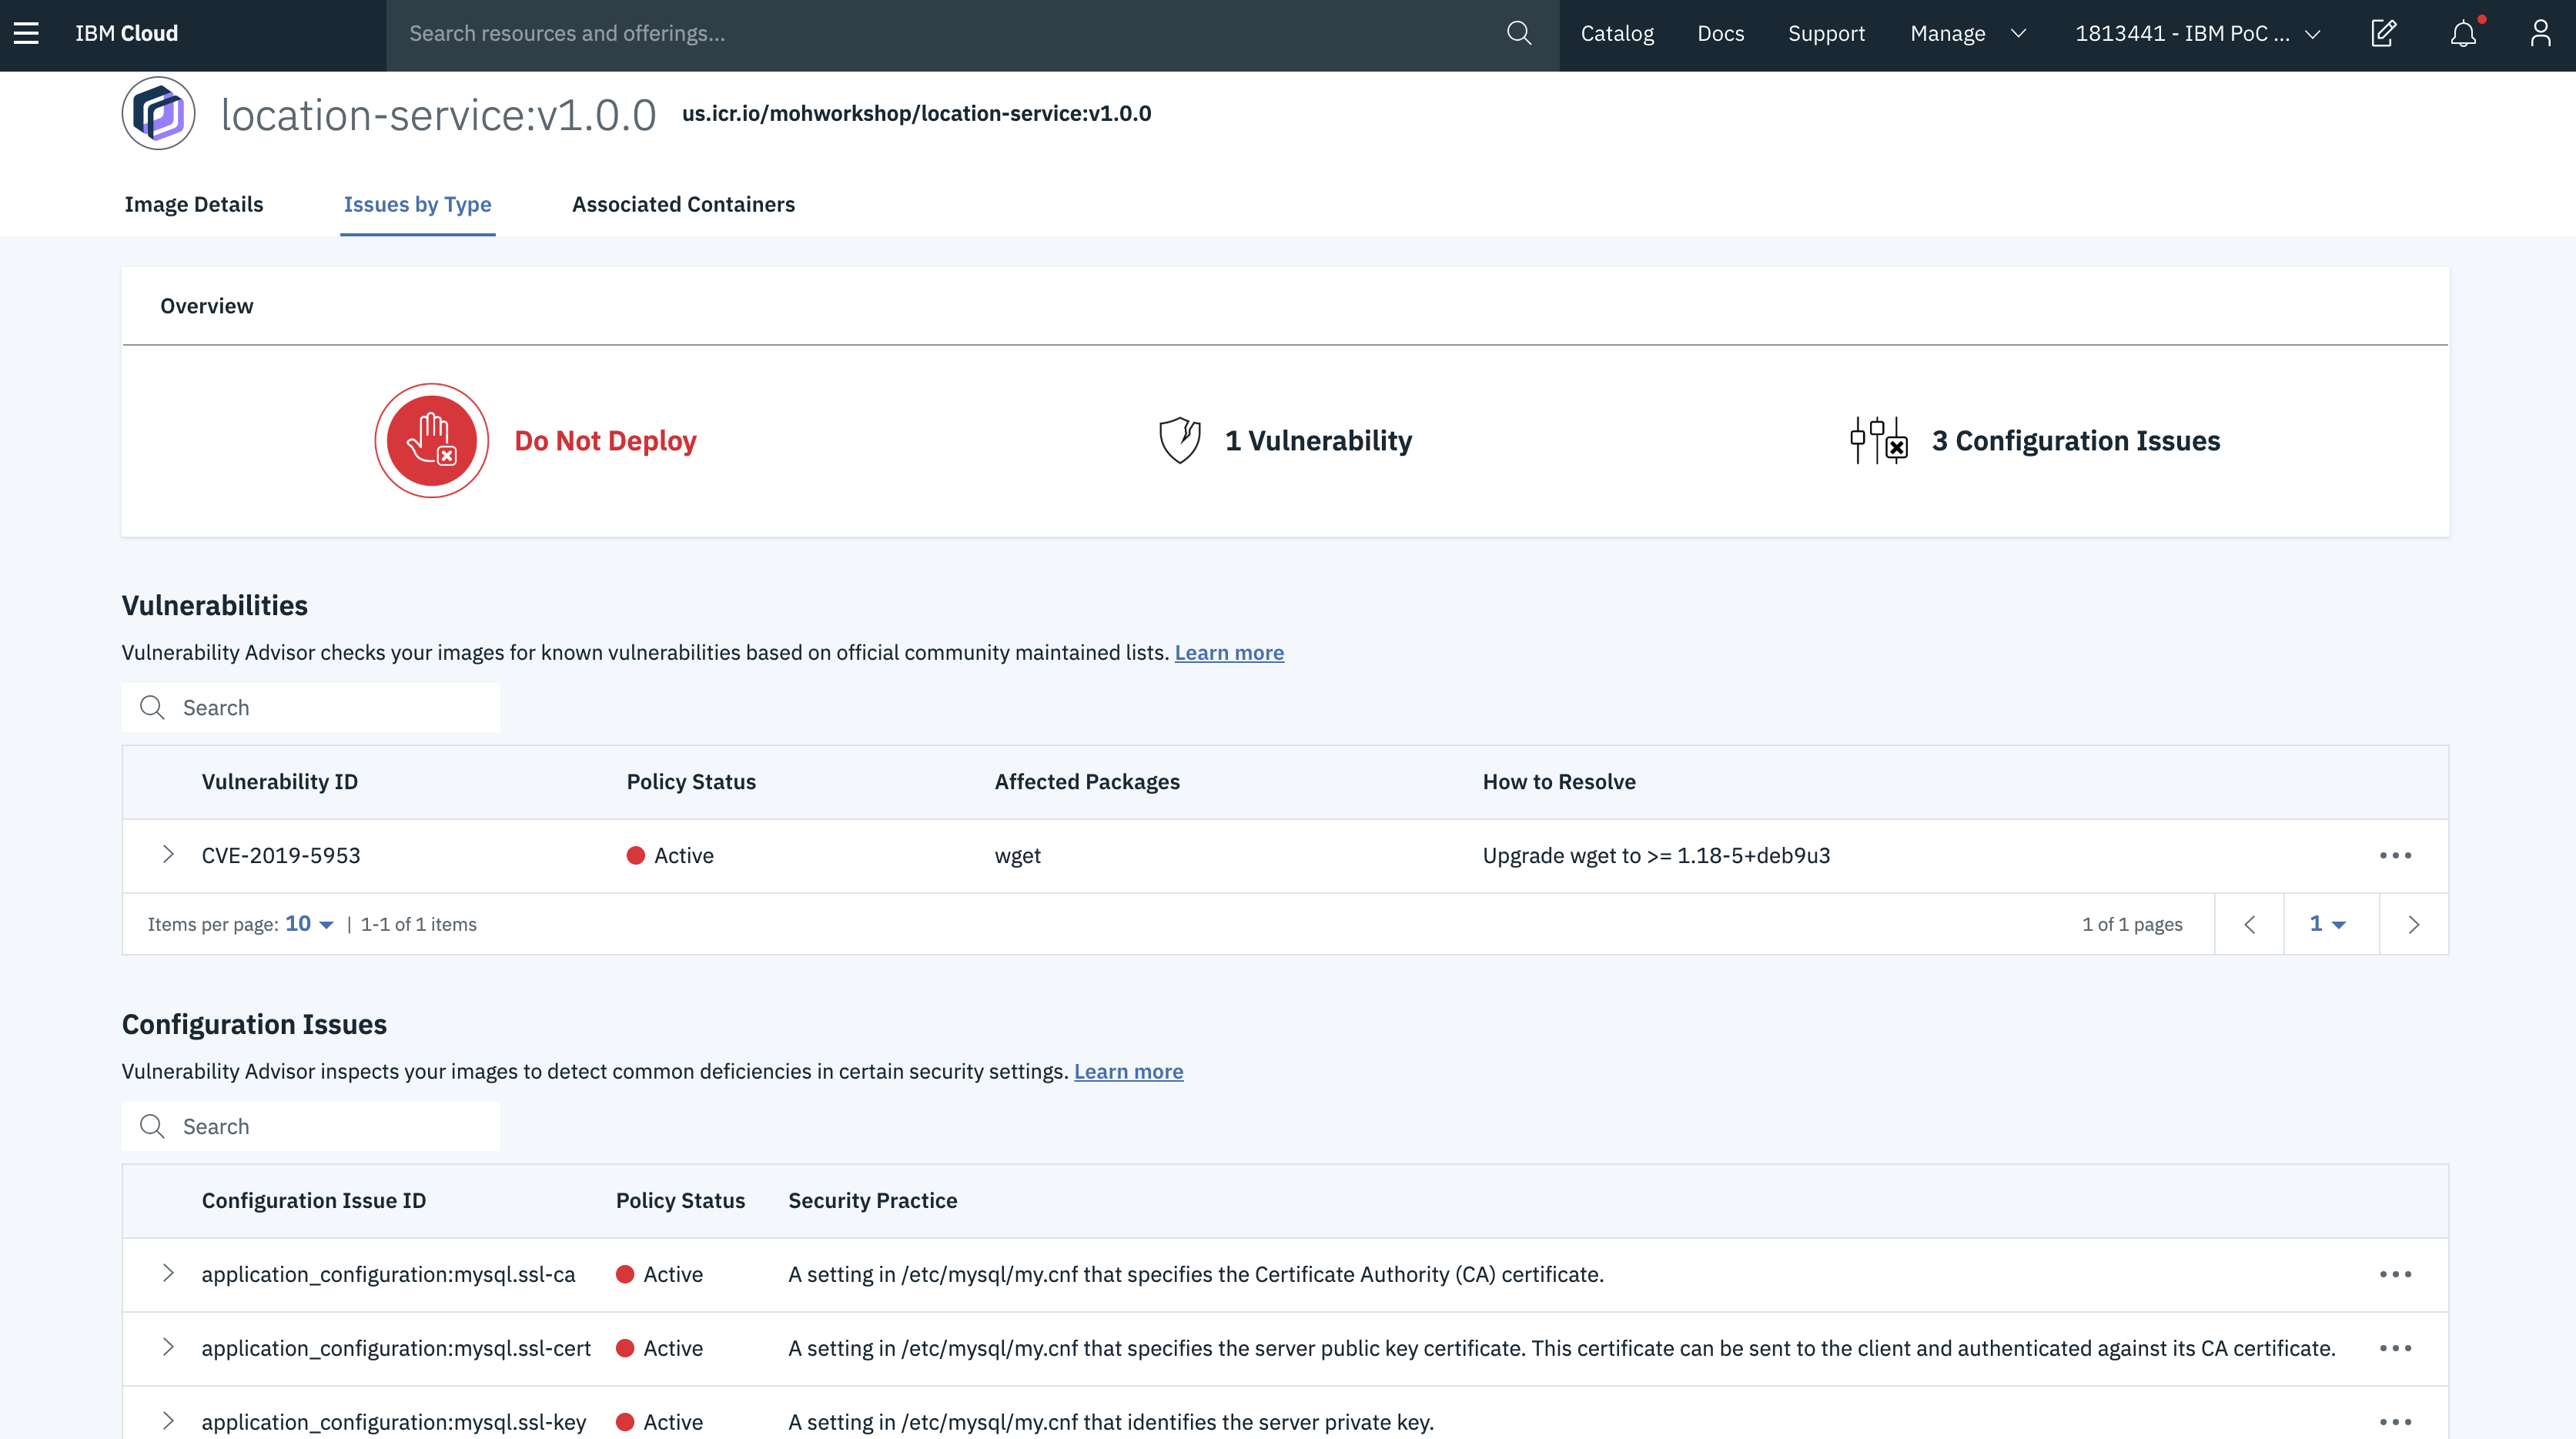 IBM Cloud
Search resources and offerings...
Catalog
Docs
Support
Manage
1813441 - IBM PoC ...
location-service:v1.0.0
us.icr.io/mohworkshop/location-service:v1.0.0
Image Details
Issues by Type
Associated Containers
Overview
Do Not Deploy
1 Vulnerability
3 Configuration Issues
Vulnerabilities
Vulnerability Advisor checks your images for known vulnerabilities based on official community maintained lists. Learn more
Search
Vulnerability ID
Policy Status
Affected Packages
How to Resolve
CVE-2019-5953
Active
wget
Upgrade wget to >= 1.18-5+deb9u3
Items per page: 10 | 1-1 of 1 items
1 of 1 pages
1
Configuration Issues
Vulnerability Advisor inspects your images to detect common deficiencies in certain security settings. Learn more
Search
Configuration Issue ID
Policy Status
Security Practice
application_configuration:mysql.ssl-ca
Active
A setting in /etc/mysql/my.cnf that specifies the Certificate Authority (CA) certificate.
application_configuration:mysql.ssl-cert
Active
A setting in /etc/mysql/my.cnf that specifies the server public key certificate. This certificate can be sent to the client and authenticated against its CA certificate.
application_configuration:mysql.ssl-key
Active
A setting in /etc/mysql/my.cnf that identifies the server private key.